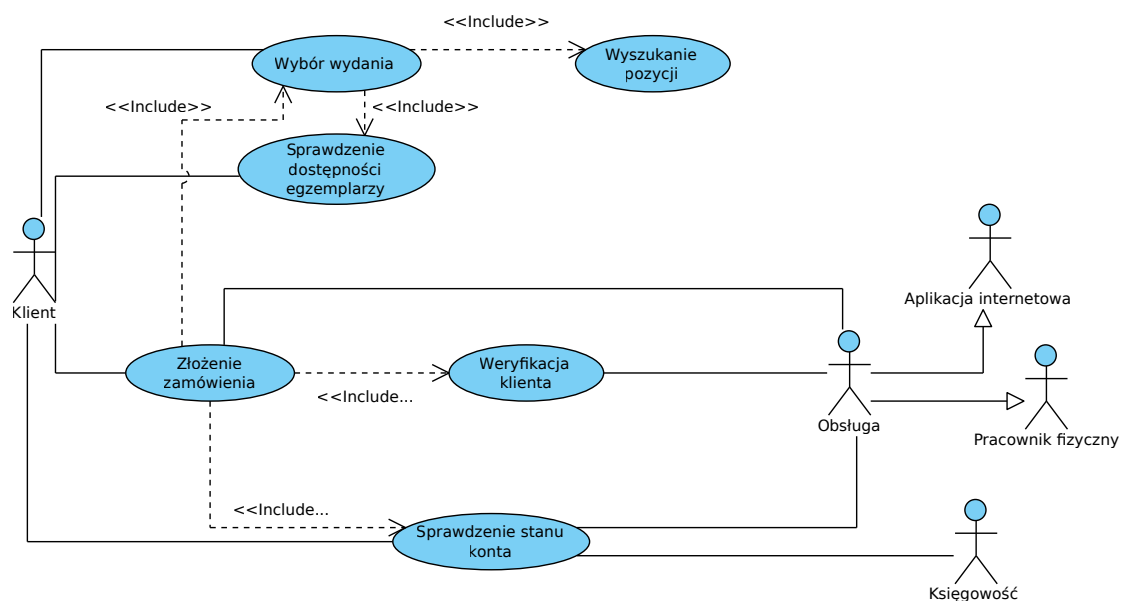 <<Include>>
Wybór wydania
Wyszukanie
pozycji
<<Include>>
<<Include>>
Sprawdzenie
dostępności
egzemplarzy
Klient
Aplikacja internetowa
Złożenie
zamówienia
Weryfikacja
klienta
<<Include...
Obsługa
Pracownik fizyczny
<<Include...
Sprawdzenie stanu
konta
Księgowość